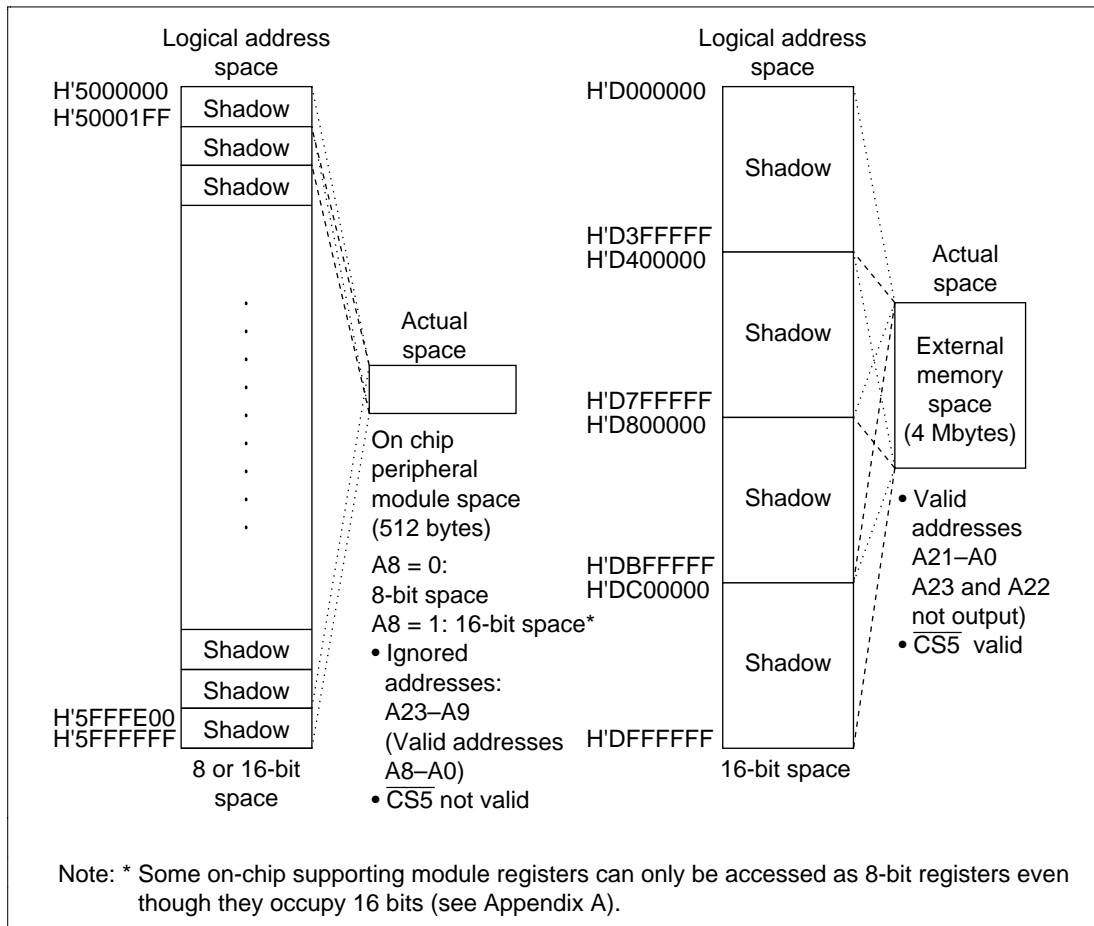 Logical address
space
H'5000000
H'50001FF
Shadow
Shadow
Shadow
Actual
space
On chip
peripheral
module space
(512 bytes)
A8 = 0:
8-bit space
A8 = 1: 16-bit space*
• Ignored
addresses:
A23–A9
(Valid addresses
A8–A0)
• CS5 not valid
Shadow
Shadow
Shadow
H'5FFFE00
H'5FFFFFF
8 or 16-bit
space
Logical address
space
H'D000000
Shadow
H'D3FFFFF
H'D400000
Shadow
H'D7FFFFF
H'D800000
Shadow
H'DBFFFFF
H'DC00000
Shadow
H'DFFFFFF
16-bit space
Actual
space
External
memory
space
(4 Mbytes)
• Valid
addresses
A21–A0
A23 and A22
not output)
• CS5 valid
Note: * Some on-chip supporting module registers can only be accessed as 8-bit registers even
though they occupy 16 bits (see Appendix A).